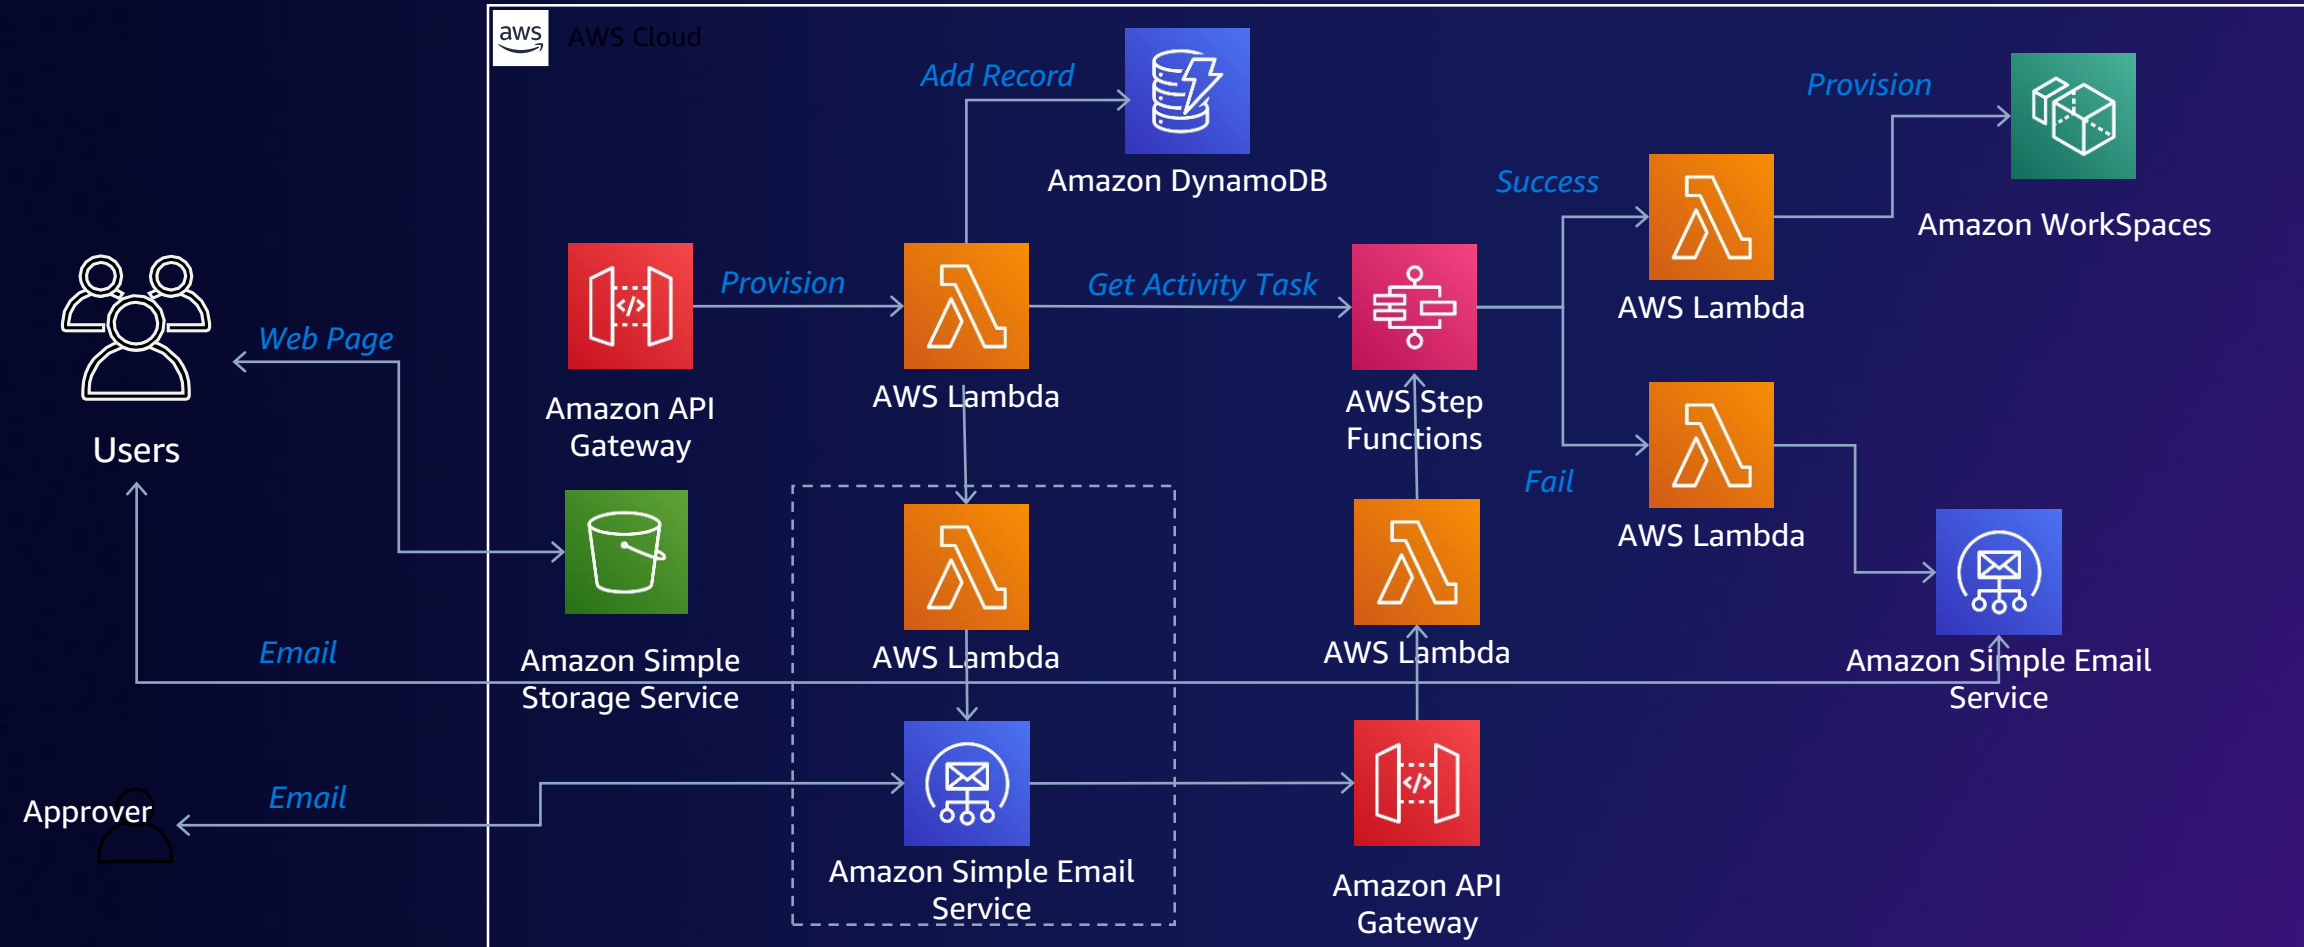 aws
AWS Cloud
Add Record
Amazon DynamoDB
Provision
Amazon WorkSpaces
Success
AWS Lambda
Users
Web Page
Amazon API
Gateway
Provision
AWS Lambda
Get Activity Task
AWS Step
Functions
Fail
AWS Lambda
Amazon Simple
Storage Service
AWS Lambda
AWS Lambda
Amazon Simple Email
Service
Email
Approver
Email
Amazon Simple Email
Service
Amazon API
Gateway